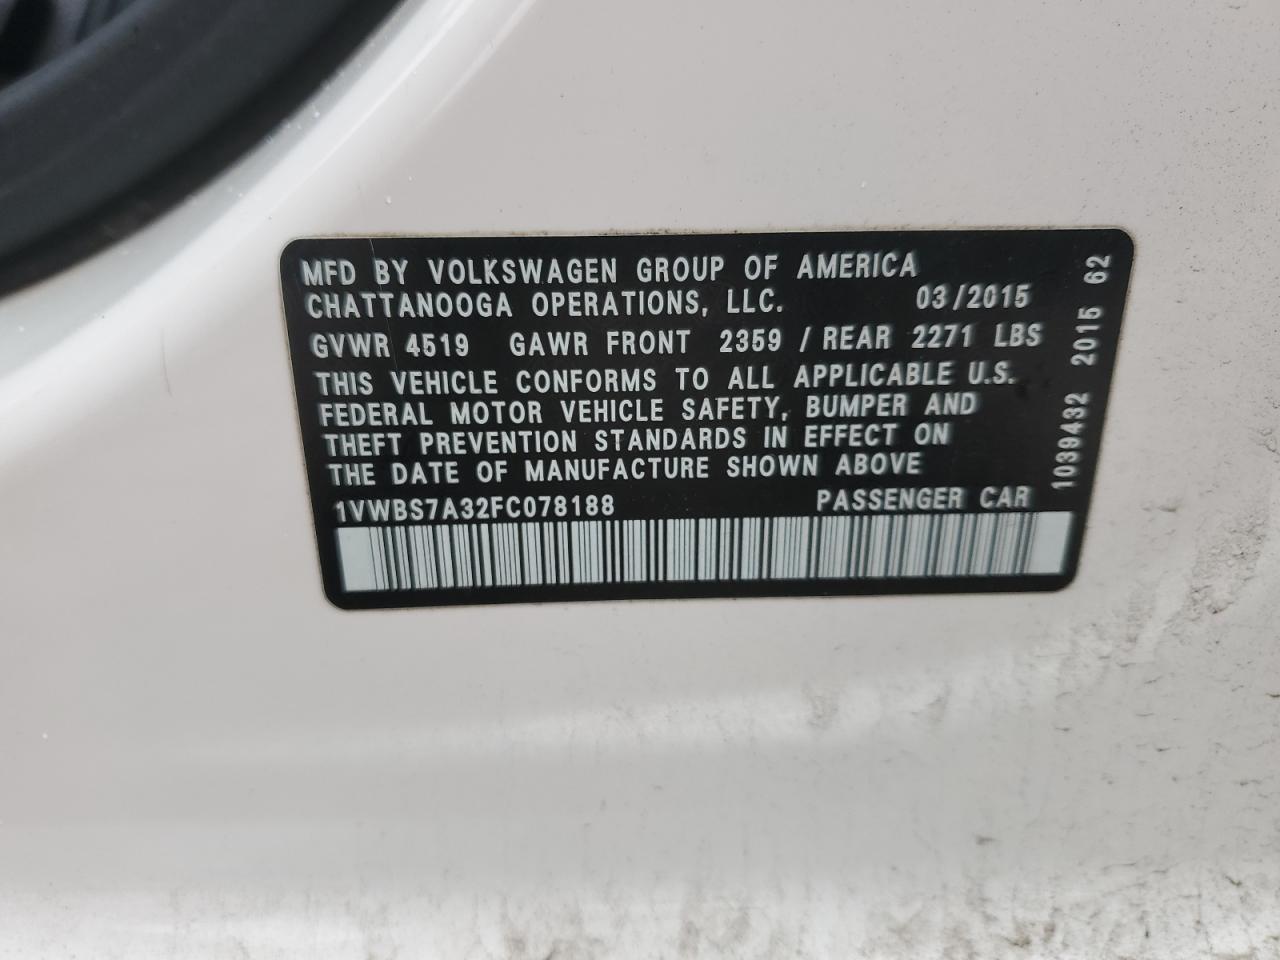 MFD BY VOLKSWAGEN GROUP OF AMERICA
CHATTANOOGA OPERATIONS, LLC. 03/2015
GVWR 4519 GAWR FRONT 2359 / REAR 2271 LBS
THIS VEHICLE CONFORMS TO ALL APPLICABLE U.S.
FEDERAL MOTOR VEHICLE SAFETY, BUMPER AND
THEFT PREVENTION STANDARDS IN EFFECT ON
THE DATE OF MANUFACTURE SHOWN ABOVE
1VWBS7A32FC078188 PASSENGER CAR
1039432 2015 62